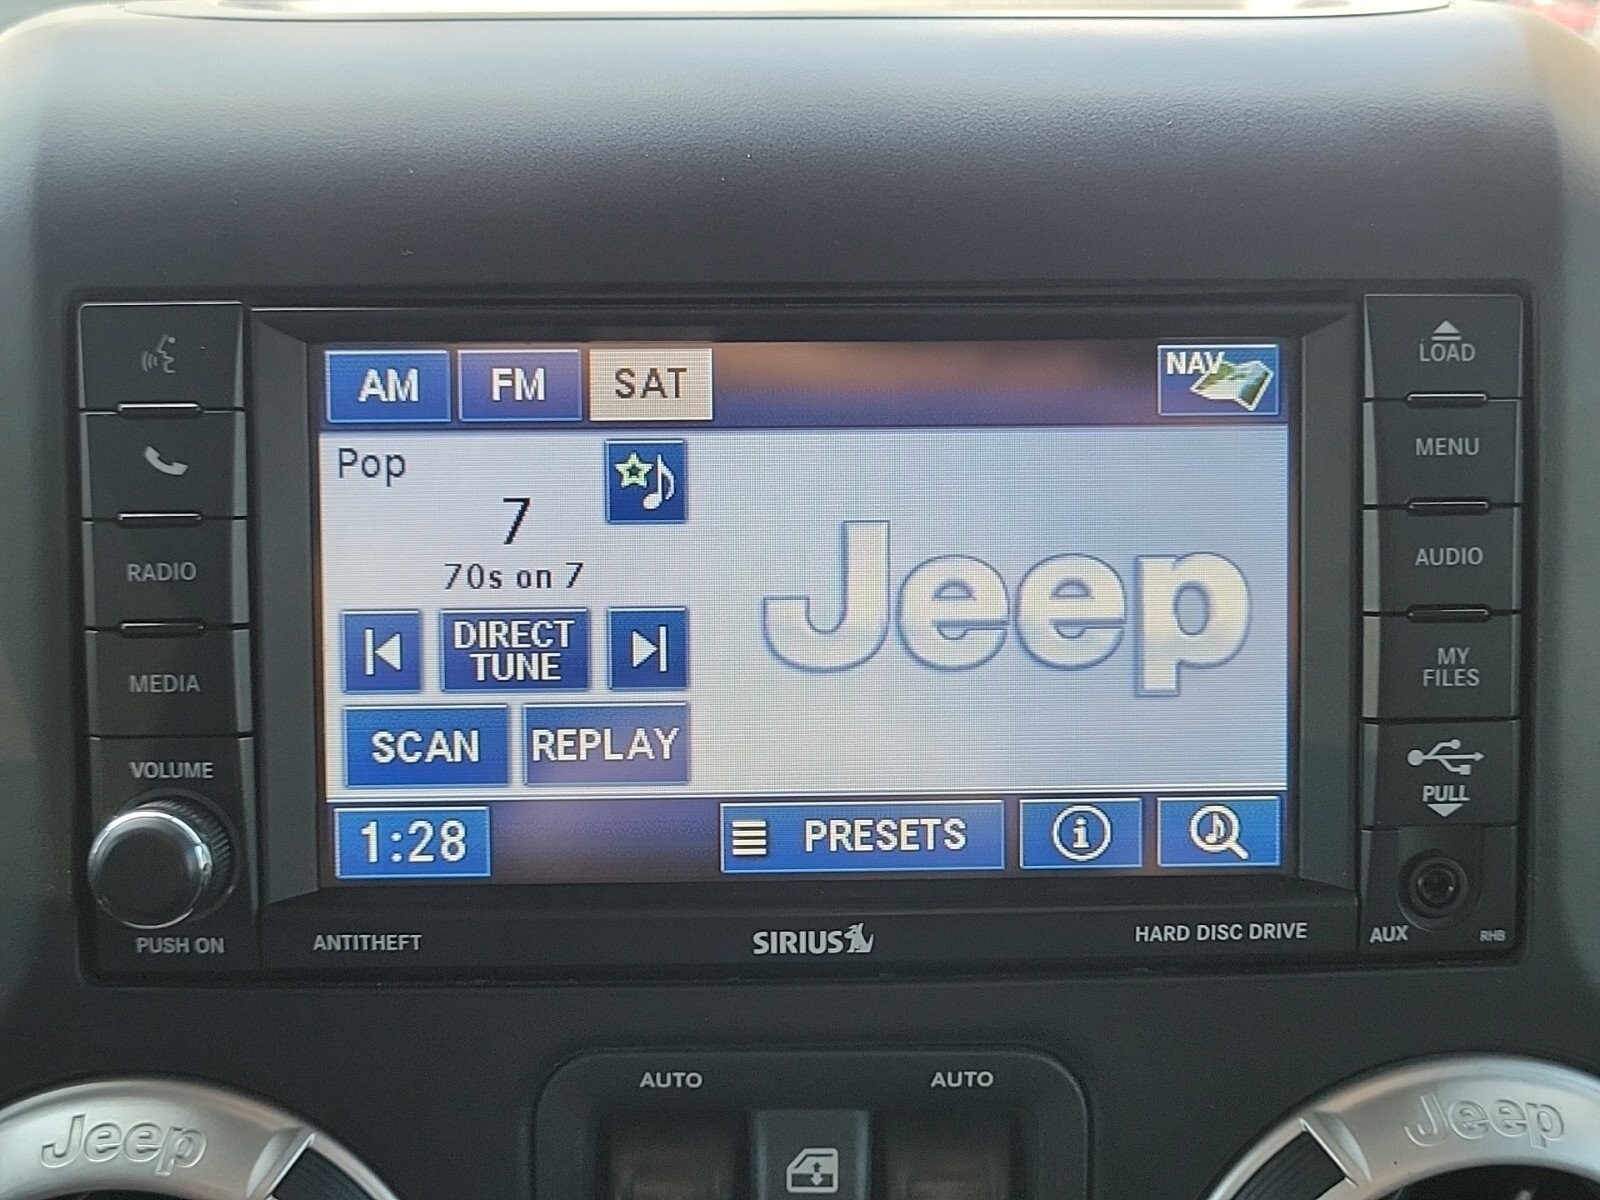 LOAD
AM FM SAT NAV
MENU
Pop
7
70s on 7
Jeep
RADIO
AUDIO
DIRECT
TUNE
MEDIA
MY
FILES
SCAN REPLAY
VOLUME
PULL
1:28 PRESETS i
PUSH ON
ANTITHEFT
SIRIUS
HARD DISC DRIVE
AUX
RHB
AUTO AUTO
Jeep
Jeep